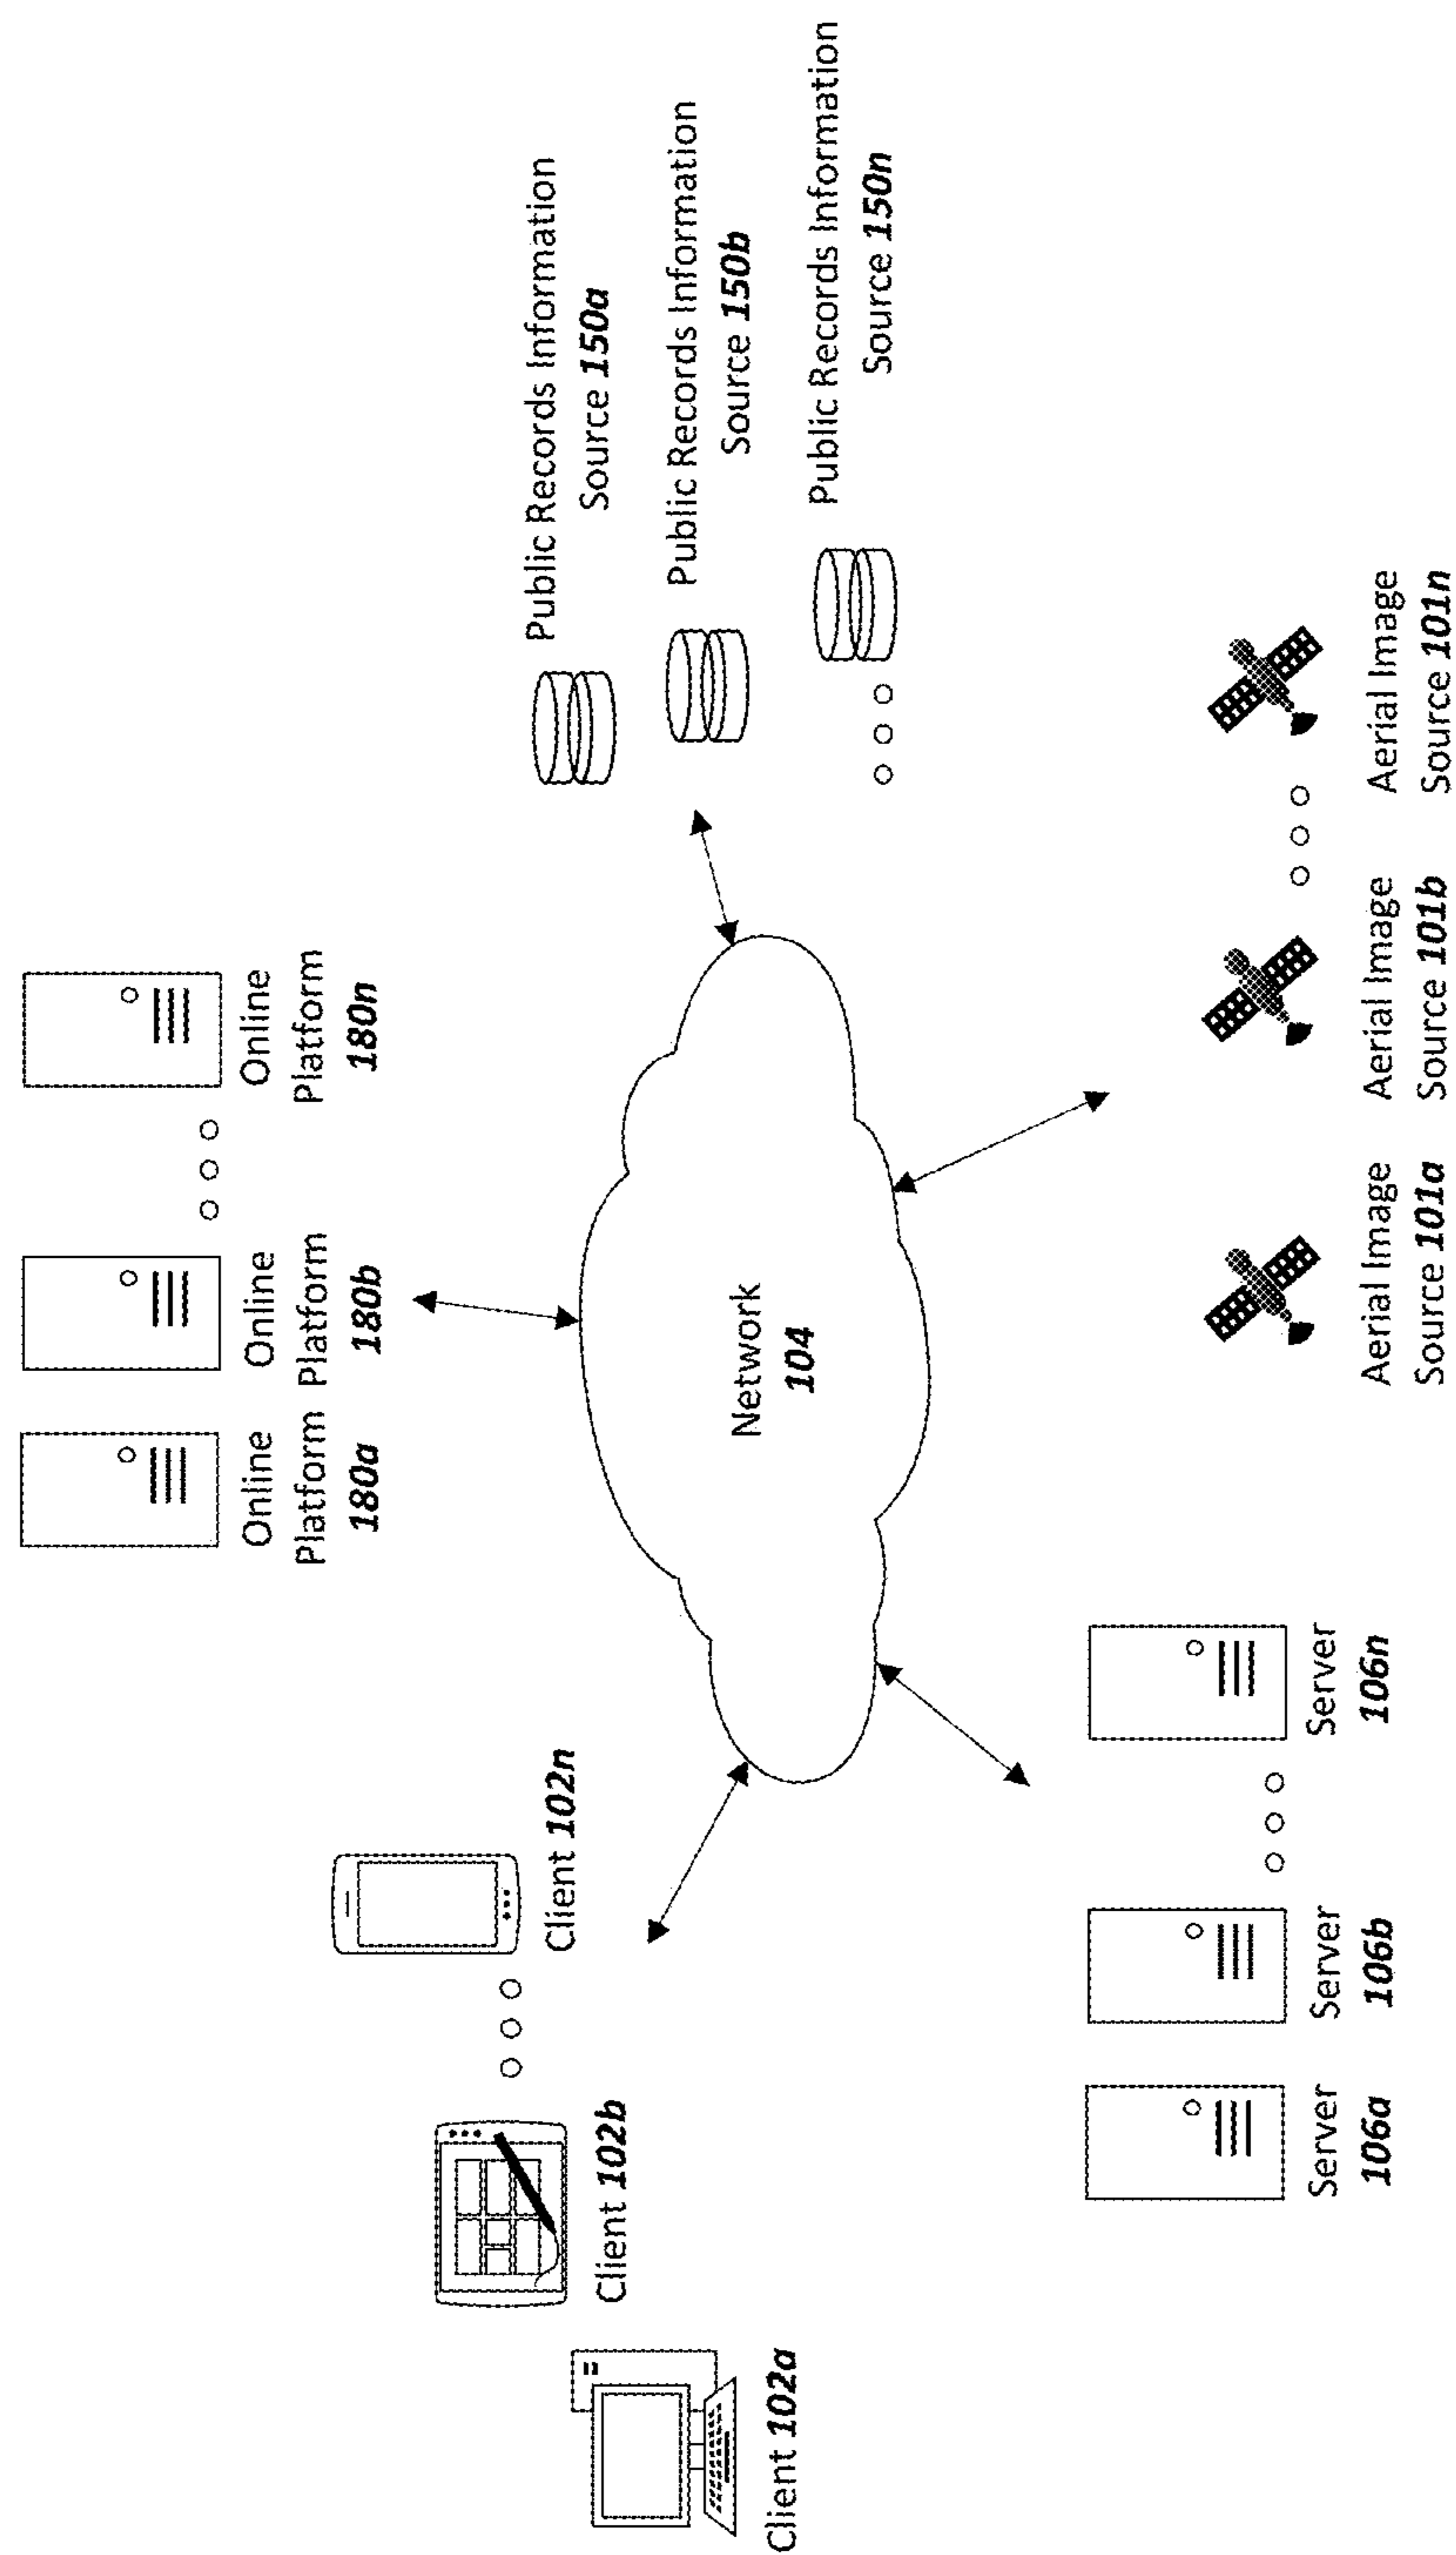 Online
Platform
180a
Online
Platform
180b
Online
Platform
180n
Client 102n
Client 102b
Client 102a
Public Records Information
Source 150a
Public Records Information
Source 150b
Public Records Information
Source 150n
Network
104
Server
106a
Server
106b
Server
106n
Aerial Image
Source 101a
Aerial Image
Source 101b
Aerial Image
Source 101n